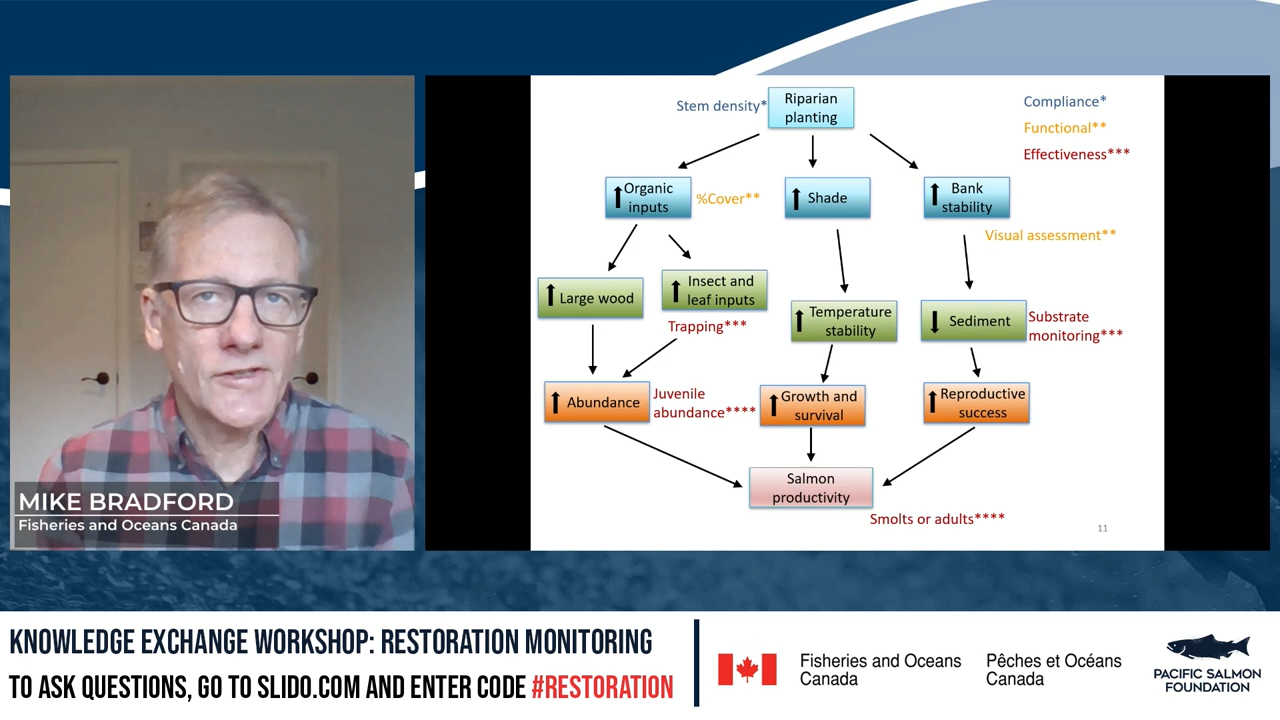 Stem density*
Riparian
planting
Compliance*
Functional**
Effectiveness***
Organic
inputs
%Cover**
Shade
Bank
stability
Visual assessment**
Large wood
Insect and
leaf inputs
Trapping***
Temperature
stability
Sediment
Substrate
monitoring***
Abundance
Juvenile
abundance****
Growth and
survival
Reproductive
success
Salmon
productivity
Smolts or adults****
11
MIKE BRADFORD
Fisheries and Oceans Canada
KNOWLEDGE EXCHANGE WORKSHOP: RESTORATION MONITORING
TO ASK QUESTIONS, GO TO SLIDO.COM AND ENTER CODE #RESTORATION
Fisheries and Oceans
Canada
Pêches et Océans
Canada
PACIFIC SALMON
FOUNDATION